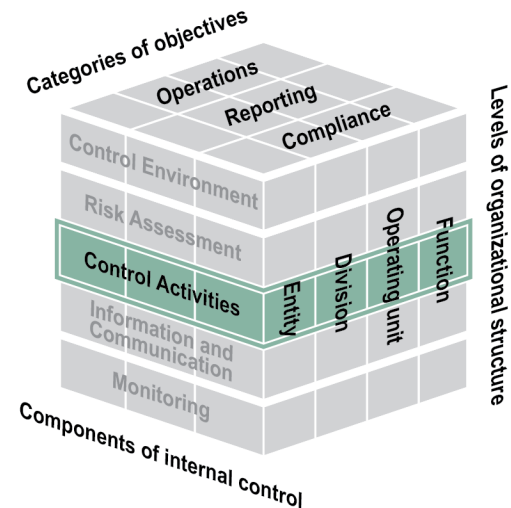 Categories of objectives
Operations
Reporting
Compliance
Levels of organizational structure
Control Environment
Risk Assessment
Control Activities
Information and
Communication
Monitoring
Entity
Division
Operating unit
Function
Components of internal control